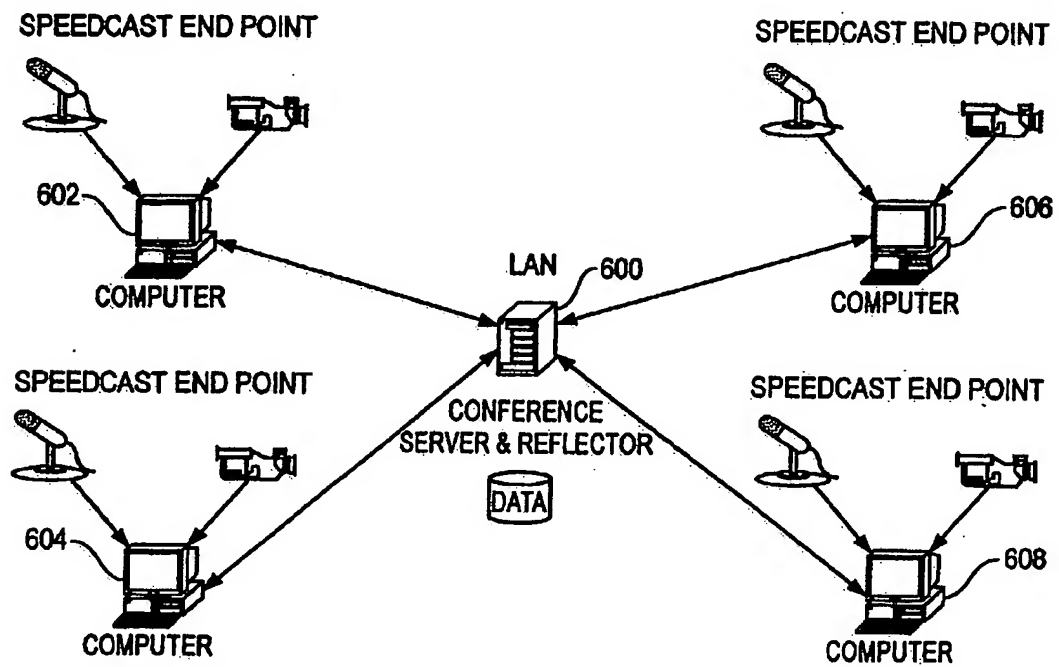 SPEEDCAST END POINT
SPEEDCAST END POINT
602
606
COMPUTER
COMPUTER
LAN
600
SPEEDCAST END POINT
SPEEDCAST END POINT
CONFERENCE
SERVER & REFLECTOR
DATA
604
608
COMPUTER
COMPUTER